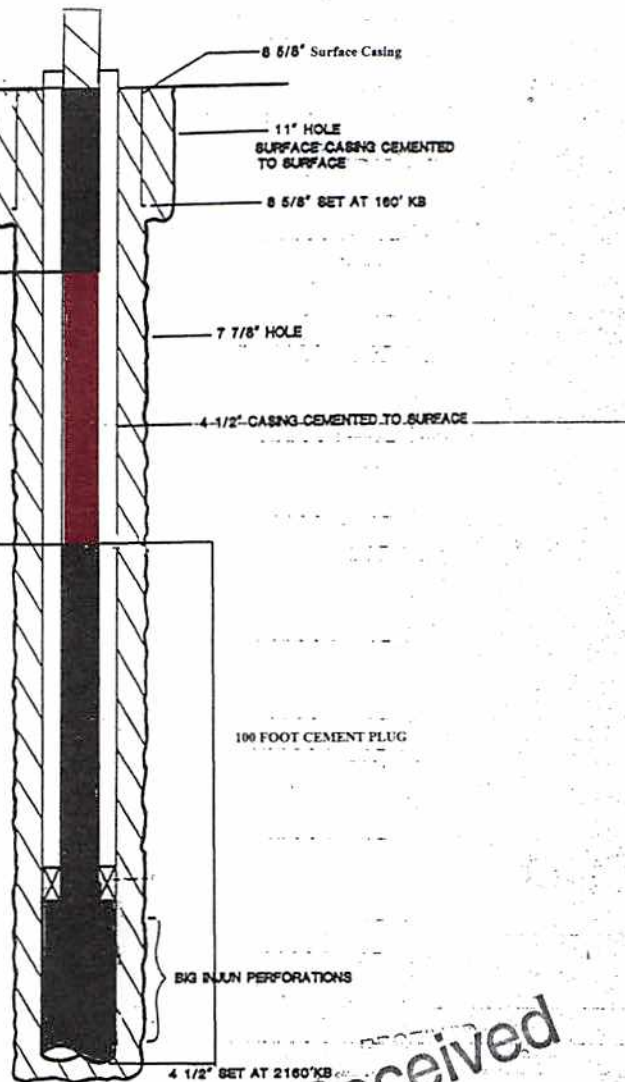 8 5/8" Surface Casing
11" HOLE
SURFACE CASING CEMENTED
TO SURFACE
8 5/8" SET AT 160' KB
7 7/8" HOLE
4-1/2" CASING CEMENTED TO SURFACE
100 FOOT CEMENT PLUG
BIG INJUN PERFORATIONS
4 1/2" SET AT 2160'KB
Received